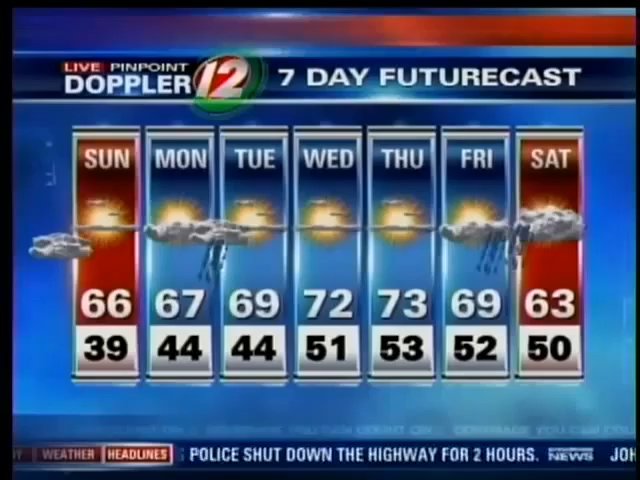 LIVE PINPOINT
DOPPLER 12
7 DAY FUTURECAST
SUN MON TUE WED THU FRI SAT
66 67 69 72 73 69 63
39 44 44 51 53 52 50
WEATHER HEADLINES POLICE SHUT DOWN THE HIGHWAY FOR 2 HOURS. NEWS JOH